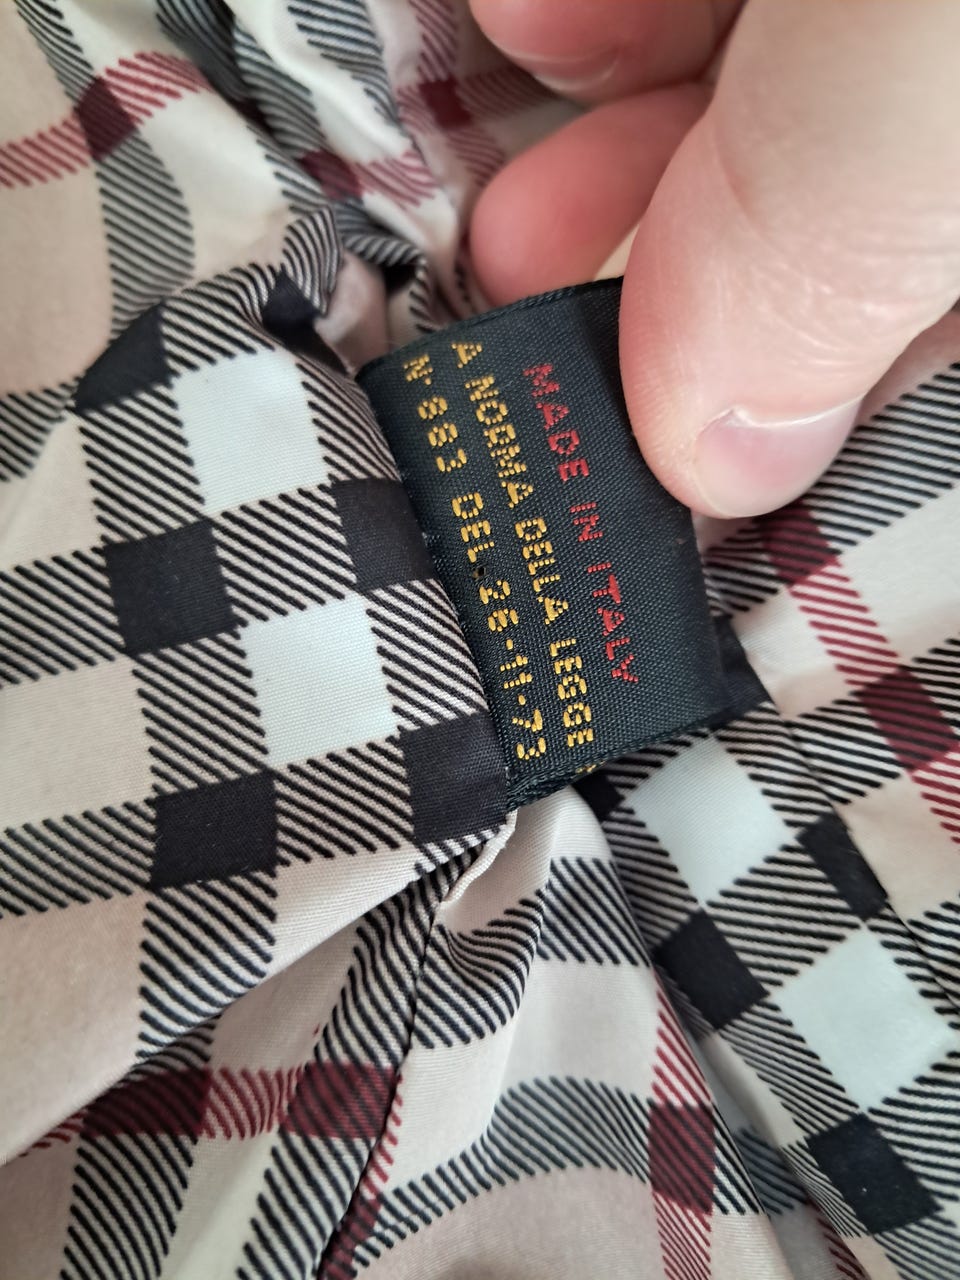 MADE IN ITALY
A NORMA DELLA LEGGE
N° 883 DEL.26-11-73